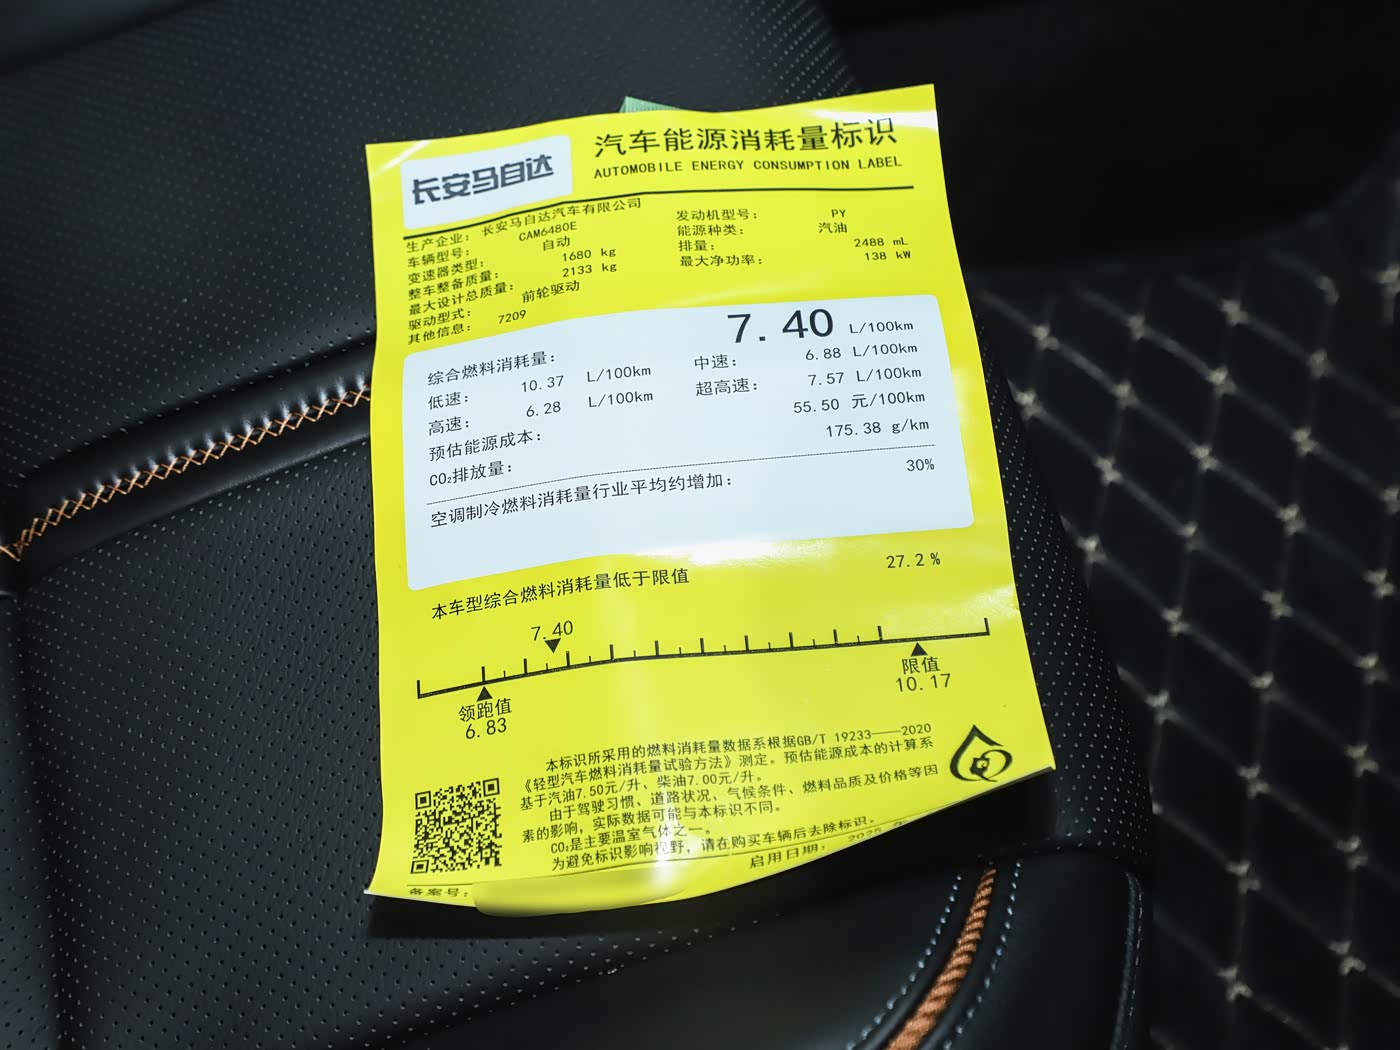 长安马自达
汽车能源消耗量标识
AUTOMOBILE ENERGY CONSUMPTION LABEL
生产企业: 长安马自达汽车有限公司
车辆型号: CAM6480E
变速器类型: 自动
整车整备质量: 1680 kg
最大设计总质量: 2133 kg
驱动型式: 前轮驱动
其他信息: 7209
发动机型号: PY
能源种类: 汽油
排量: 2488 mL
最大净功率: 138 kW
综合燃料消耗量: 7.40 L/100km
低速: 10.37 L/100km
中速: 6.88 L/100km
高速: 6.28 L/100km
超高速: 7.57 L/100km
预估能源成本: 55.50 元/100km
CO₂排放量: 175.38 g/km
空调制冷燃料消耗量行业平均约增加: 30%
本车型综合燃料消耗量低于限值 27.2%
7.40
领跑值
6.83
限值
10.17
本标识所采用的燃料消耗量数据系根据GB/T 19233——2020
《轻型汽车燃料消耗量试验方法》测定。预估能源成本的计算系
基于汽油7.50元/升、柴油7.00元/升。
由于驾驶习惯、道路状况、气候条件、燃料品质及价格等因
素的影响，实际数据可能与本标识不同。
CO₂是主要温室气体之一。
为避免标识影响视野，请在购买车辆后去除标识。
备案号:
启用日期: 2025